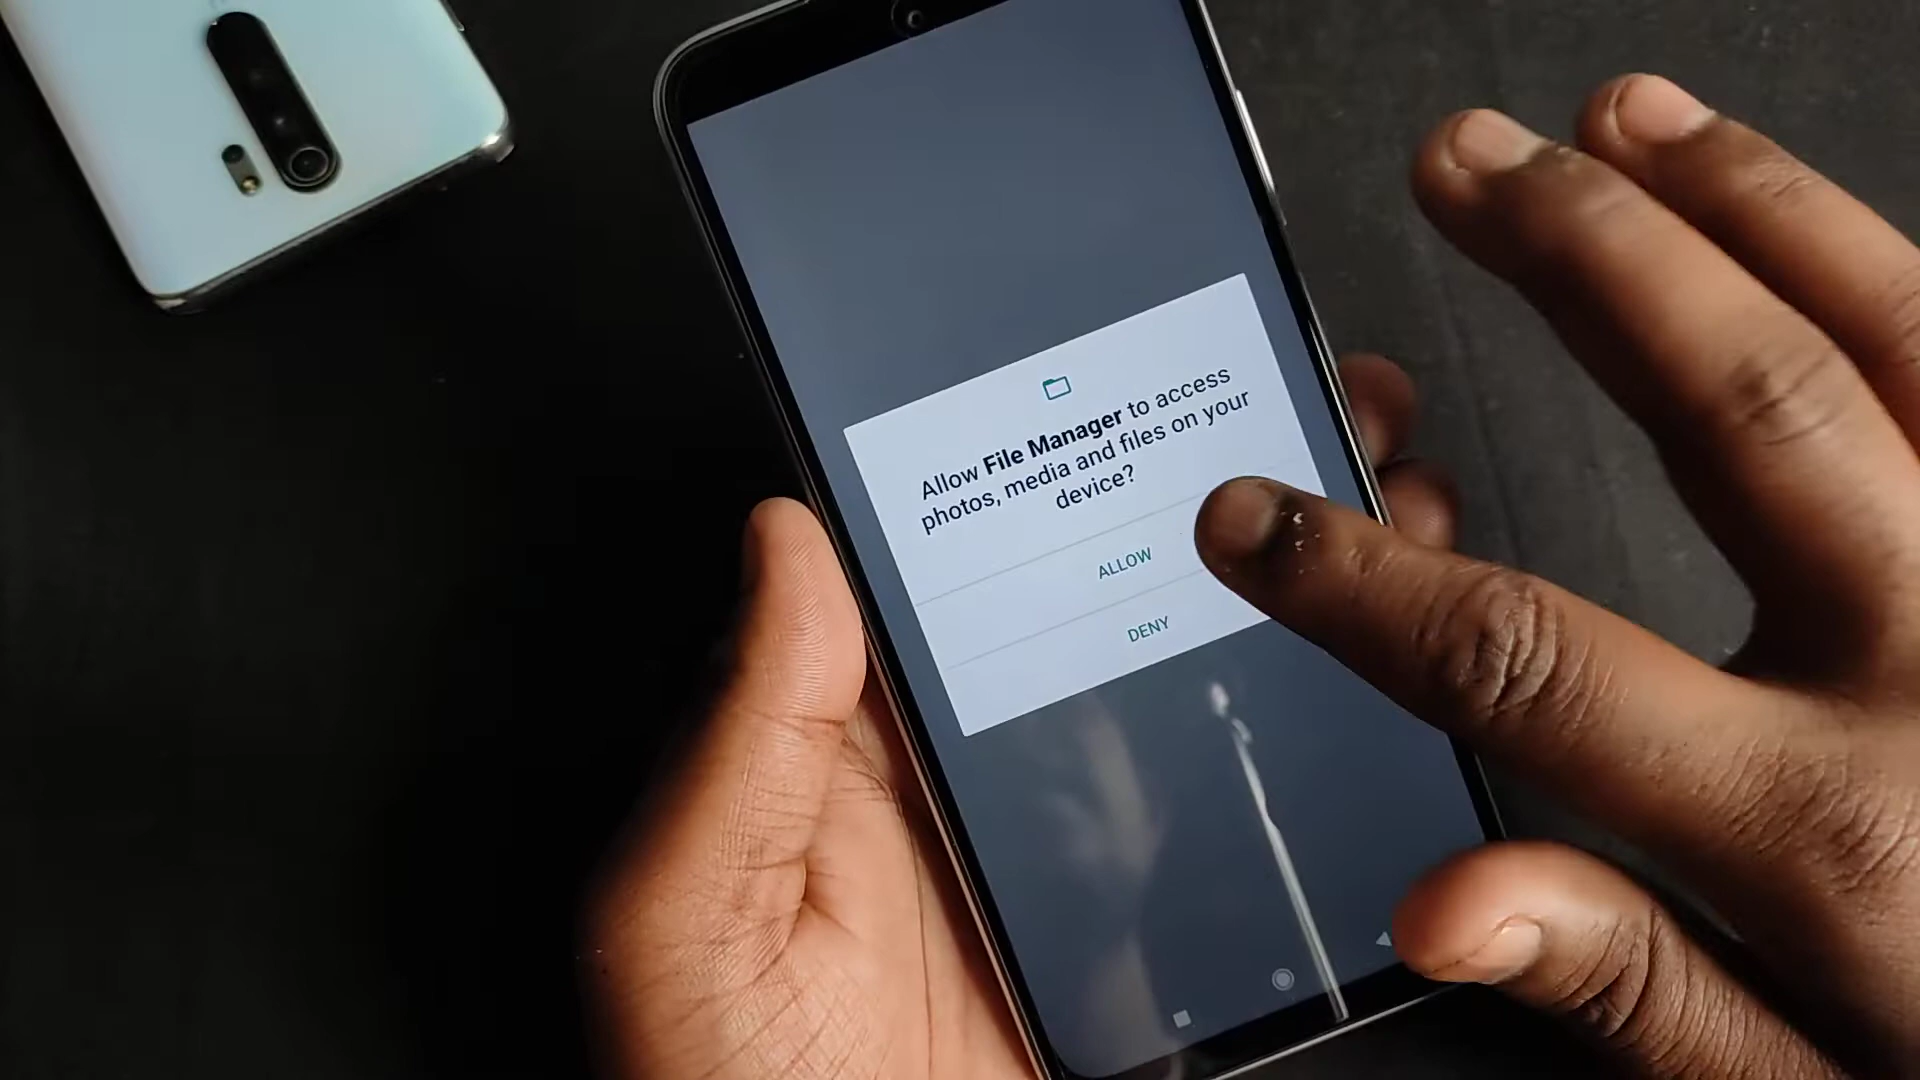 Allow File Manager to access
photos, media and files on your
device?
ALLOW
DENY